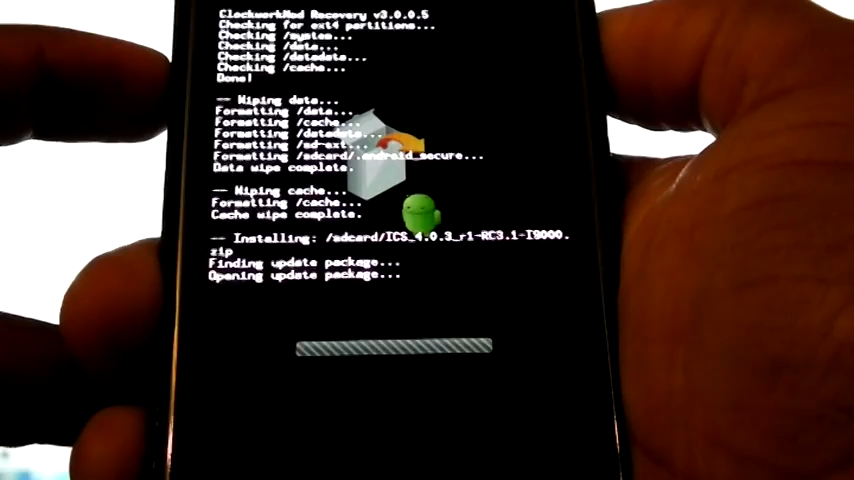 ClockworkMod Recovery v3.0.0.5
Checking for ext4 partitions...
Checking /system...
Checking /data...
Checking /datadata...
Checking /cache...
Done!
-- Wiping data...
Formatting /data...
Formatting /cache...
Formatting /datadata...
Formatting /sd-ext...
Formatting /sdcard/.android_secure...
Data wipe complete.
-- Wiping cache...
Formatting /cache...
Cache wipe complete.
-- Installing: /sdcard/ICS_4.0.3_r1-RC3.1-I9000.
zip
Finding update package...
Opening update package...